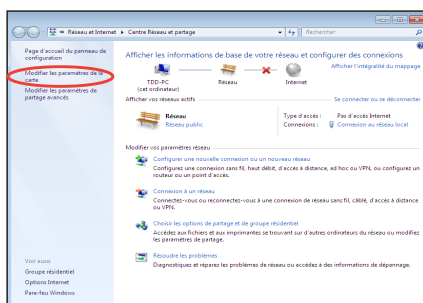 Réseau et Internet ▸ Centre Réseau et partage
Rechercher
Page d'accueil du panneau de
configuration
Modifier les paramètres de la
carte
Modifier les paramètres de
partage avancés
Afficher les informations de base de votre réseau et configurer des connexions
Afficher l'intégralité du mappage
TDD-PC
(cet ordinateur)
Réseau
Internet
Afficher vos réseaux actifs
Se connecter ou se déconnecter
Réseau
Réseau public
Type d'accès : Pas d'accès Internet
Connexions : Connexion au réseau local
Modifier vos paramètres réseau
Configurer une nouvelle connexion ou un nouveau réseau
Configurez une connexion sans fil, haut débit, d'accès à distance, ad hoc ou VPN, ou configurez un
routeur ou un point d'accès.
Connexion à un réseau
Connectez-vous ou reconnectez-vous à une connexion de réseau sans fil, câblé, d'accès à distance
ou VPN.
Choisir les options de partage et de groupe résidentiel
Accédez aux fichiers et aux imprimantes se trouvant sur d'autres ordinateurs du réseau ou modifiez
les paramètres de partage.
Résoudre les problèmes
Diagnostiquez et réparez les problèmes de réseau ou accédez à des informations de dépannage.
Voir aussi
Groupe résidentiel
Options Internet
Pare-feu Windows